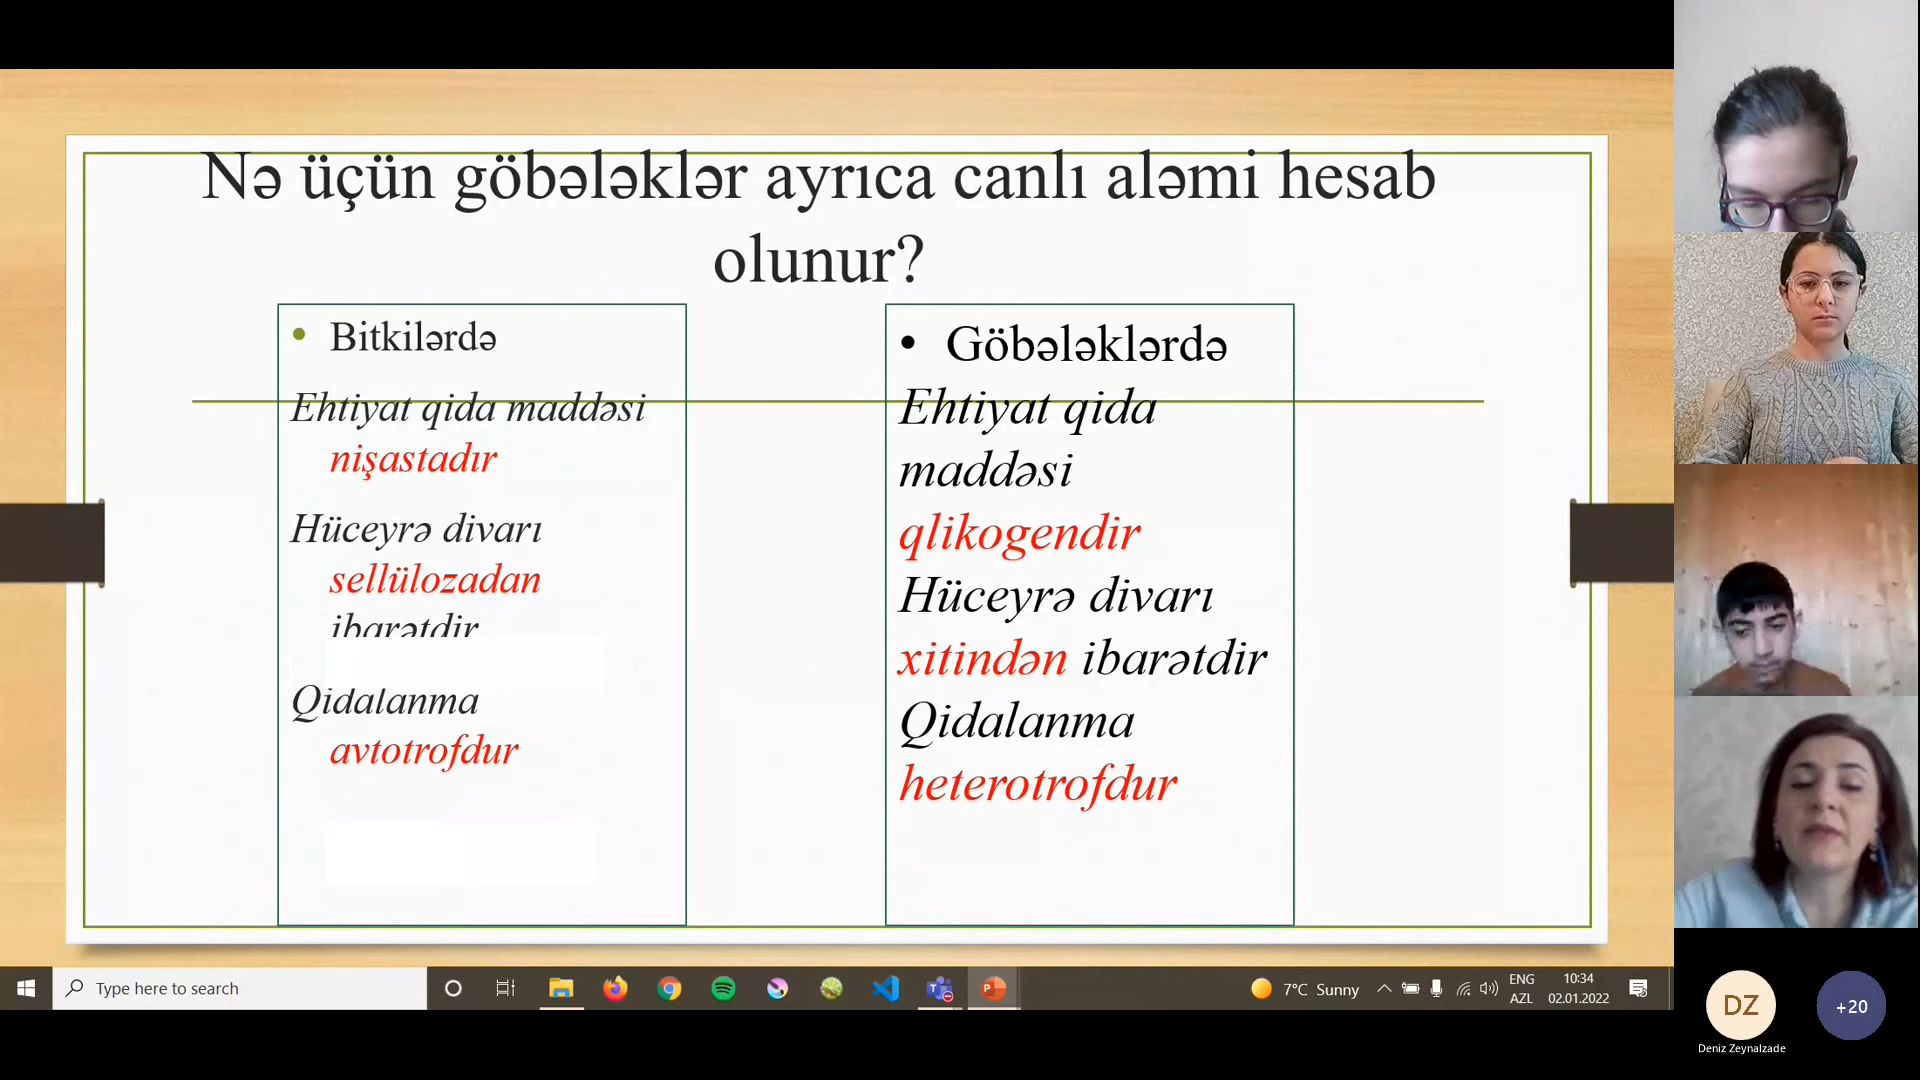 Nə üçün göbələklər ayrıca canlı aləmi hesab
olunur?
• Bitkilərdə
Ehtiyat qida maddəsi
nişastadır
Hüceyrə divarı
sellülozadan
ibarətdir
Qidalanma
avtotrofdur
• Göbələklərdə
Ehtiyat qida
maddəsi
qlikogendir
Hüceyrə divarı
xitindən ibarətdir
Qidalanma
heterotrofdur
Type here to search
7°C Sunny
ENG
AZL
10:34
02.01.2022
DZ
Deniz Zeynalzade
+20